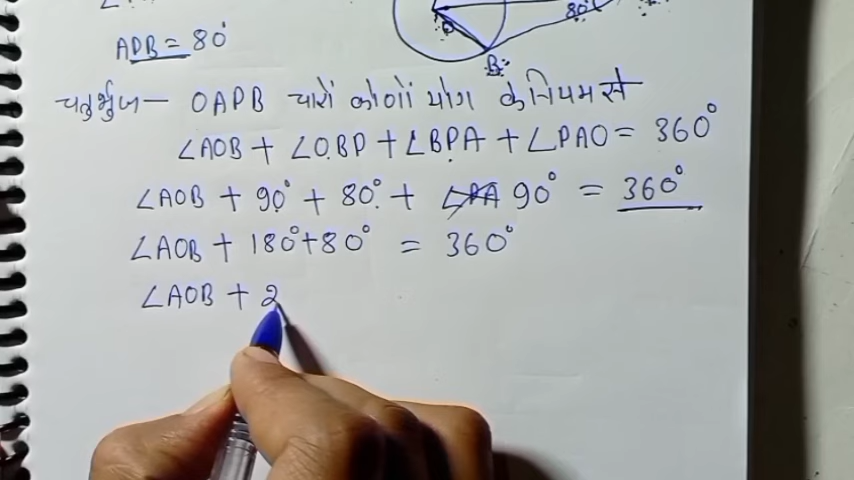 APB = 80°
O 80°
B
चतुर्भुज — OAPB चारों कोणों योग के नियम से
∠AOB + ∠OBP + ∠BPA + ∠PAO = 360°
∠AOB + 90° + 80° + 90° = 360°
∠AOB + 180° + 80° = 360°
∠AOB + 2